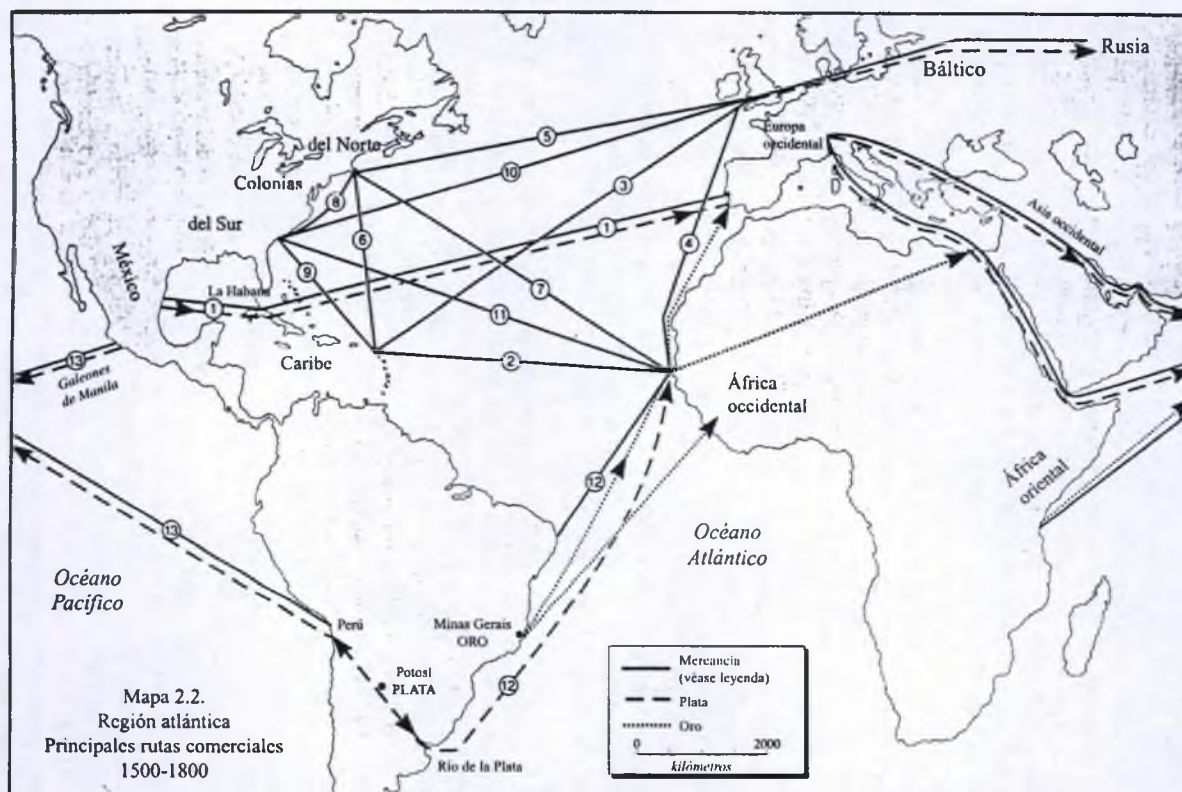 Rusia
Báltico
Europa
occidental
5
del Norte
10
Colonias
3
8
Asia occidental
del Sur
6
1
4
México
9
7
La Habana
1
11
13
Caribe
2
Galeones
de Manila
África
occidental
12
África
oriental
13
Océano
Atlántico
Océano
Pacífico
Perú
Minas Gerais
ORO
Potosí
PLATA
12
Mercancía
(véase leyenda)
Plata
Oro
0 2000
kilómetros
Río de la Plata
Mapa 2.2.
Región atlántica
Principales rutas comerciales
1500-1800